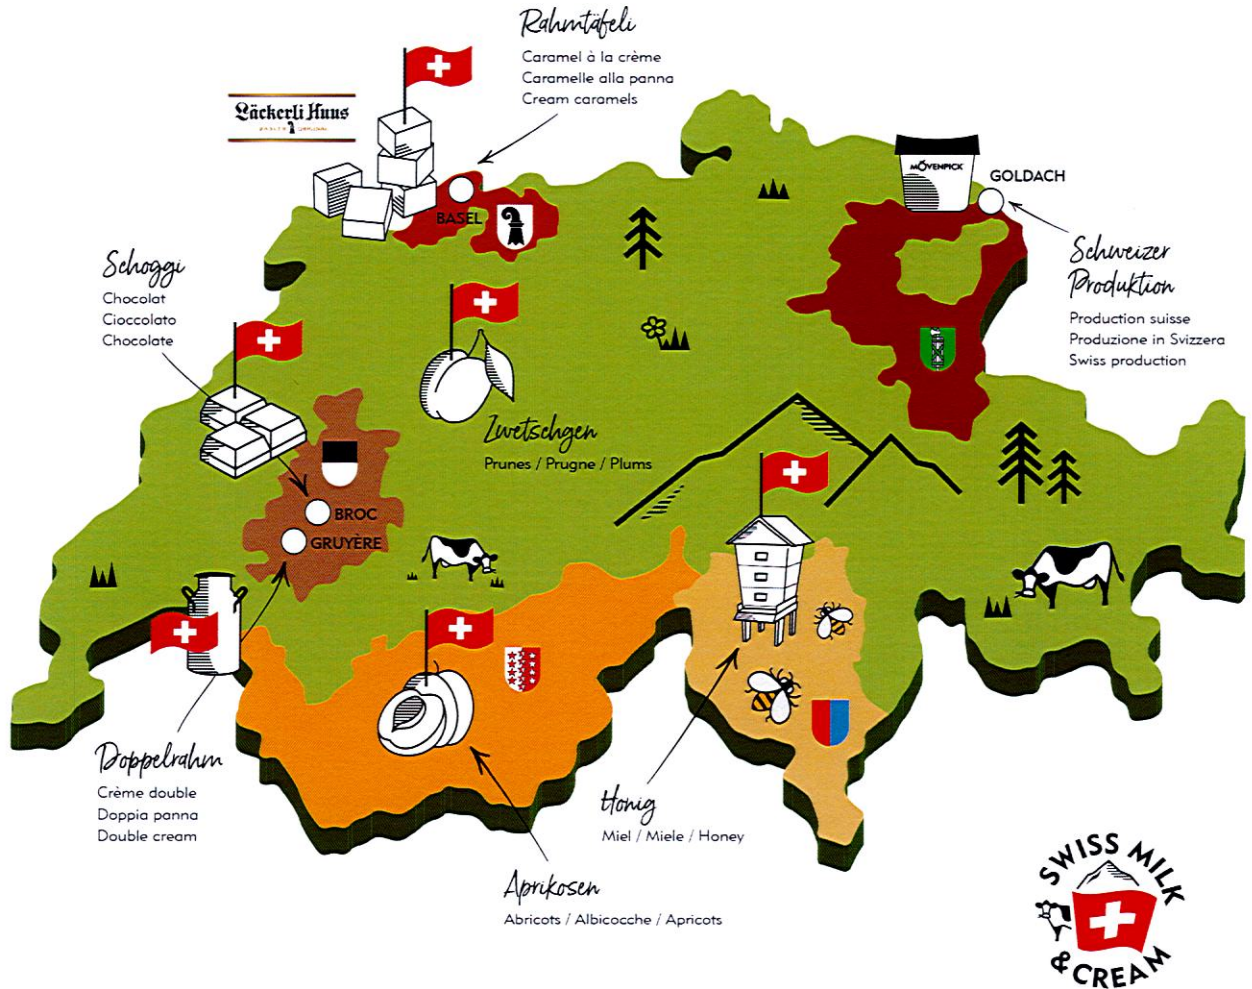 Rahmtäfeli
Caramel à la crème
Caramelle alla panna
Cream caramels
Läckerli Huus
BASEL
MÖVENPICK
GOLDACH
Schweizer
Produktion
Production suisse
Produzione in Svizzera
Swiss production
Schoggi
Chocolat
Cioccolato
Chocolate
Zwetschgen
Prunes / Prugne / Plums
BROC
GRUYÈRE
Doppelrahm
Crème double
Doppia panna
Double cream
Honig
Miel / Miele / Honey
Aprikosen
Abricots / Albicocche / Apricots
SWISS MILK
& CREAM